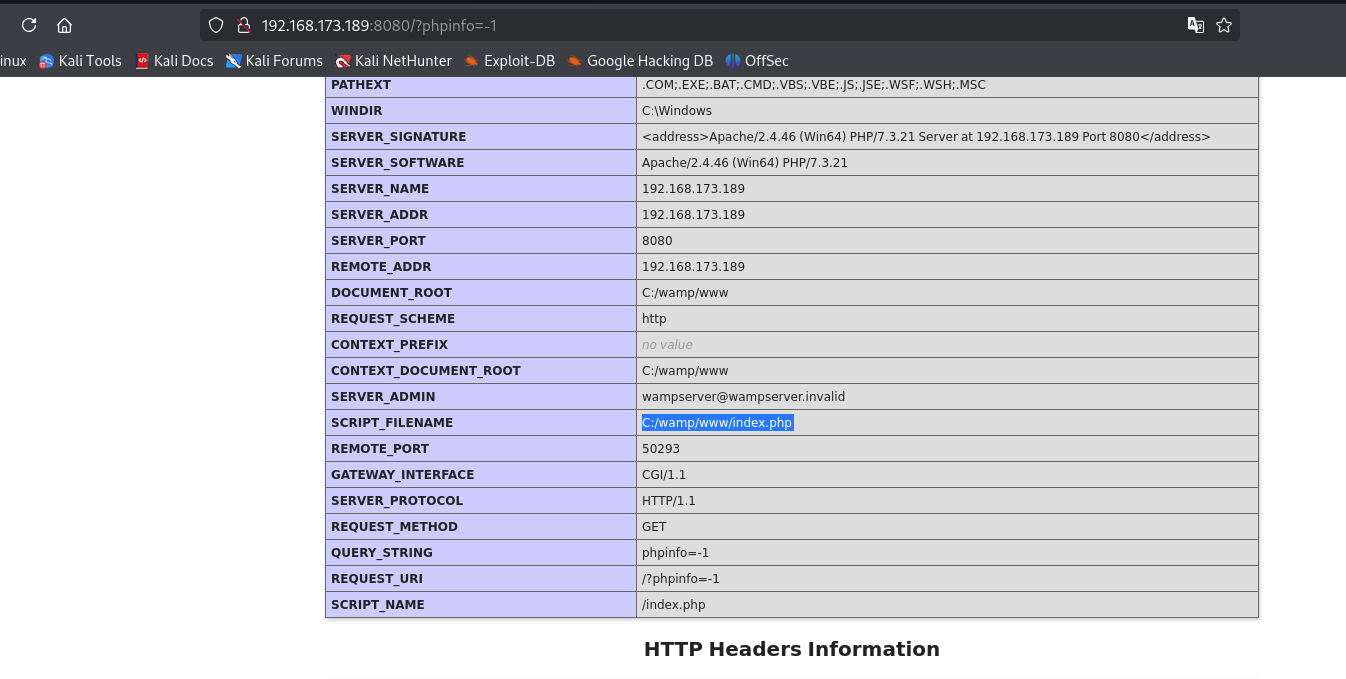 192.168.173.189:8080/?phpinfo=-1
inux Kali Tools Kali Docs Kali Forums Kali NetHunter Exploit-DB Google Hacking DB OffSec
PATHEXT .COM;.EXE;.BAT;.CMD;.VBS;.VBE;.JS;.JSE;.WSF;.WSH;.MSC
WINDIR C:\Windows
SERVER_SIGNATURE <address>Apache/2.4.46 (Win64) PHP/7.3.21 Server at 192.168.173.189 Port 8080</address>
SERVER_SOFTWARE Apache/2.4.46 (Win64) PHP/7.3.21
SERVER_NAME 192.168.173.189
SERVER_ADDR 192.168.173.189
SERVER_PORT 8080
REMOTE_ADDR 192.168.173.189
DOCUMENT_ROOT C:/wamp/www
REQUEST_SCHEME http
CONTEXT_PREFIX no value
CONTEXT_DOCUMENT_ROOT C:/wamp/www
SERVER_ADMIN wampserver@wampserver.invalid
SCRIPT_FILENAME C:/wamp/www/index.php
REMOTE_PORT 50293
GATEWAY_INTERFACE CGI/1.1
SERVER_PROTOCOL HTTP/1.1
REQUEST_METHOD GET
QUERY_STRING phpinfo=-1
REQUEST_URI /?phpinfo=-1
SCRIPT_NAME /index.php
HTTP Headers Information